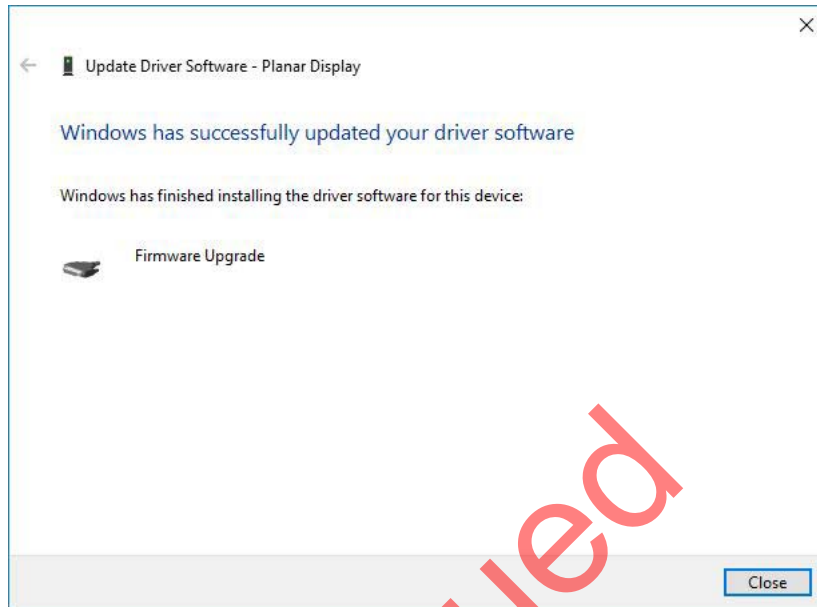 Update Driver Software - Planar Display
Windows has successfully updated your driver software
Windows has finished installing the driver software for this device:
Firmware Upgrade
Close